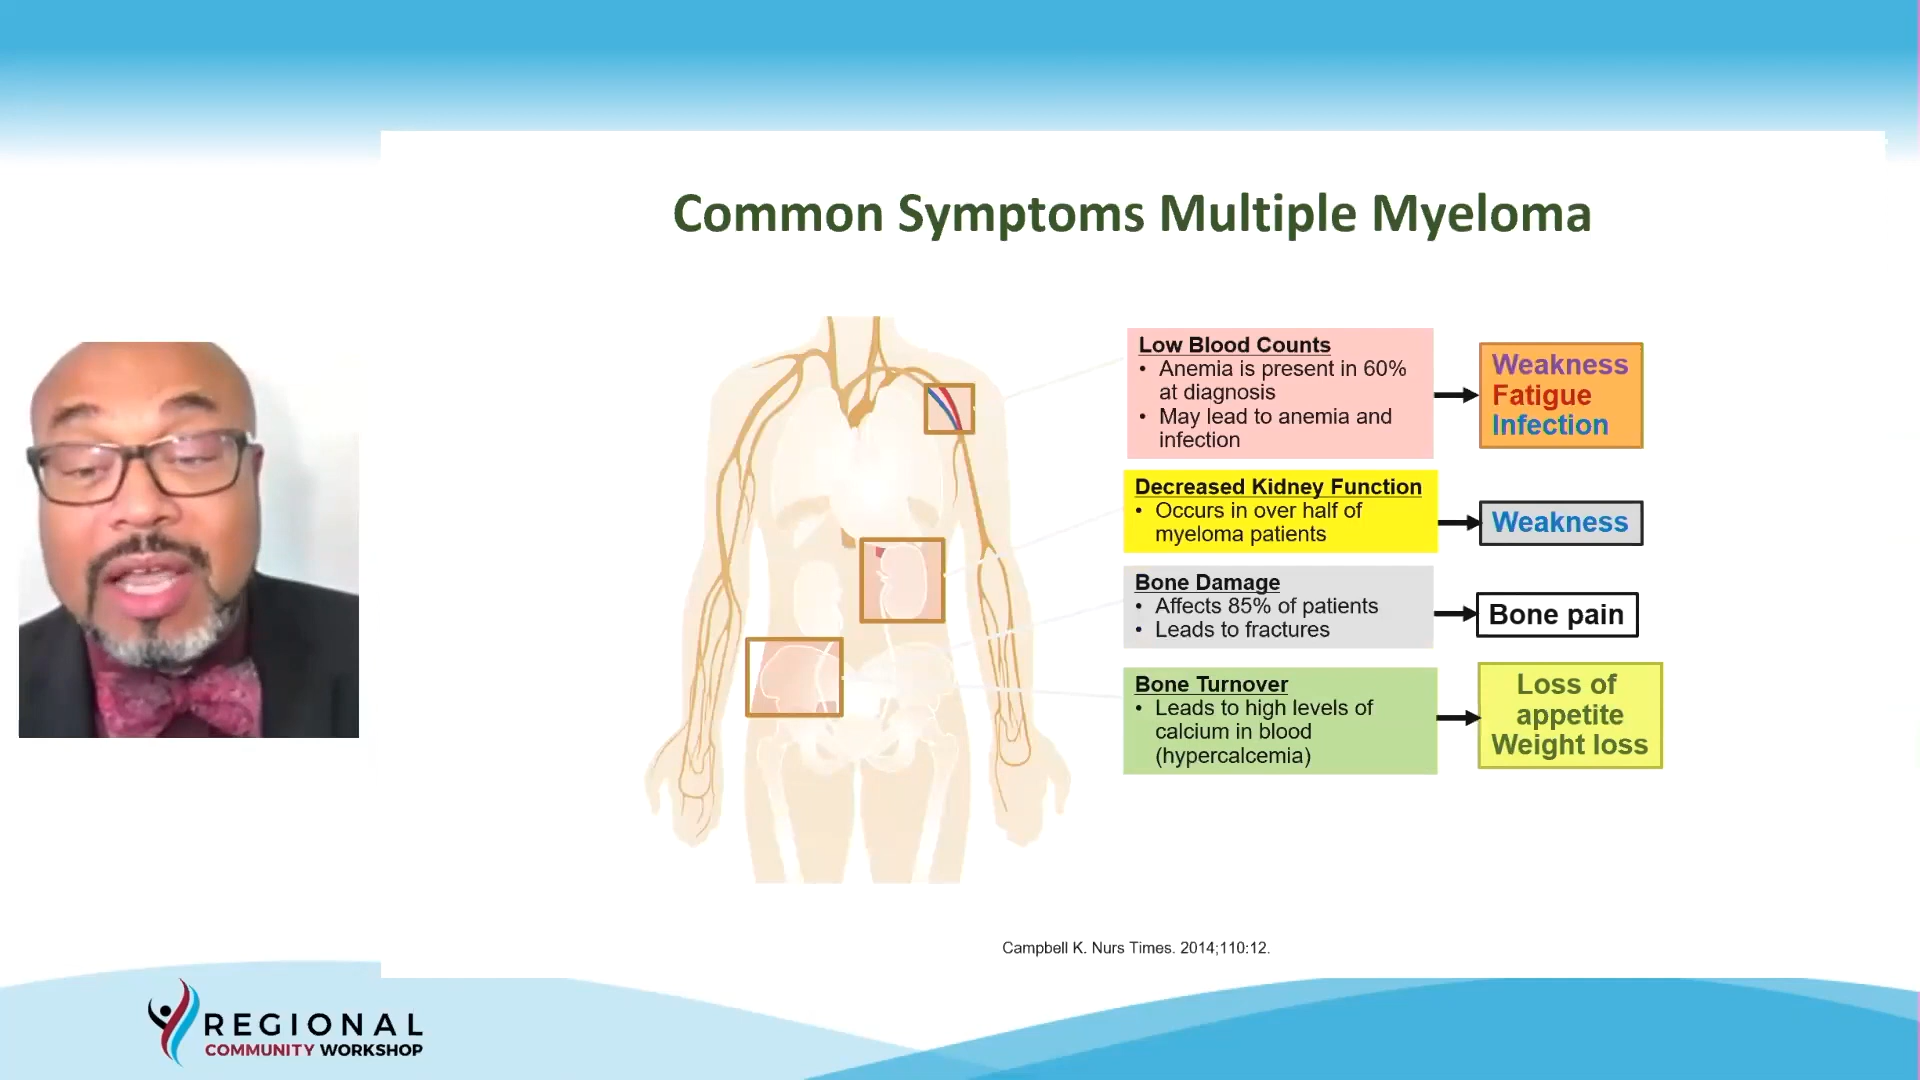 Common Symptoms Multiple Myeloma
Low Blood Counts
• Anemia is present in 60%
at diagnosis
• May lead to anemia and
infection
Weakness
Fatigue
Infection
Decreased Kidney Function
• Occurs in over half of
myeloma patients
Weakness
Bone Damage
• Affects 85% of patients
• Leads to fractures
Bone pain
Bone Turnover
• Leads to high levels of
calcium in blood
(hypercalcemia)
Loss of
appetite
Weight loss
Campbell K. Nurs Times. 2014;110:12.
REGIONAL
COMMUNITY WORKSHOP